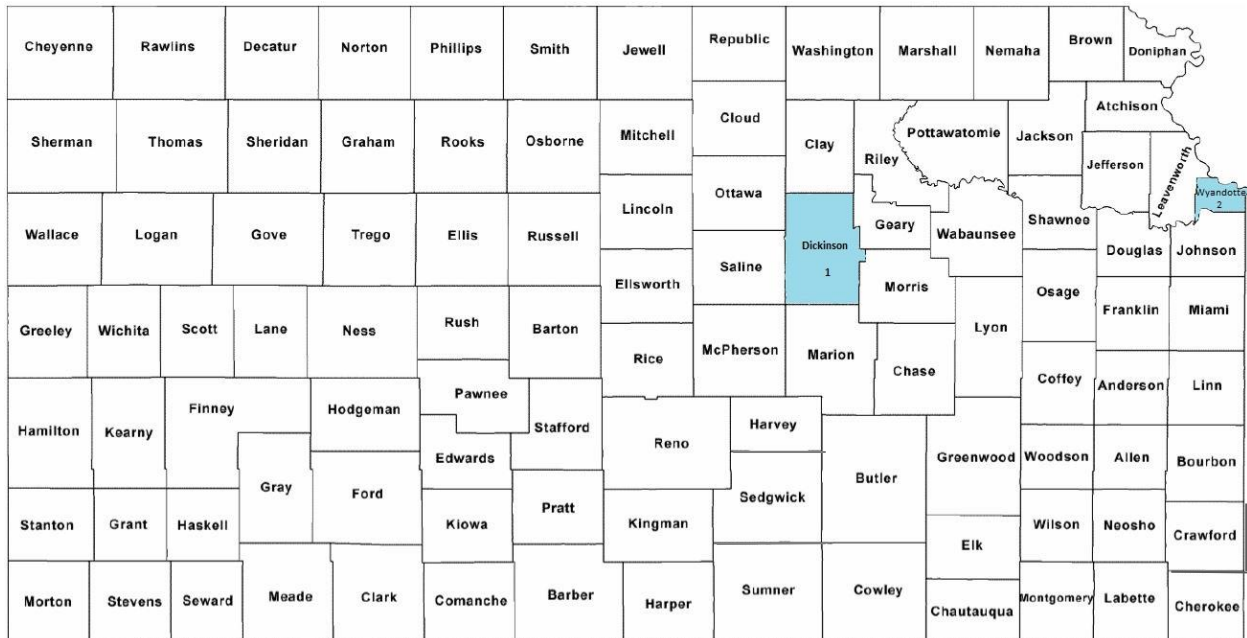 Cheyenne
Rawlins
Decatur
Norton
Phillips
Smith
Jewell
Republic
Washington
Marshall
Nemaha
Brown
Doniphan
Sherman
Thomas
Sheridan
Graham
Rooks
Osborne
Mitchell
Cloud
Clay
Riley
Pottawatomie
Jackson
Atchison
Jefferson
Leavenworth
Wyandotte
2
Wallace
Logan
Gove
Trego
Ellis
Russell
Lincoln
Ottawa
Dickinson
1
Geary
Wabaunsee
Shawnee
Douglas
Johnson
Ellsworth
Saline
Morris
Osage
Franklin
Miami
Greeley
Wichita
Scott
Lane
Ness
Rush
Barton
Rice
McPherson
Marion
Chase
Lyon
Coffey
Anderson
Linn
Hamilton
Kearny
Finney
Hodgeman
Pawnee
Stafford
Reno
Harvey
Butler
Greenwood
Woodson
Allen
Bourbon
Gray
Ford
Edwards
Sedgwick
Stanton
Grant
Haskell
Kiowa
Pratt
Kingman
Elk
Wilson
Neosho
Crawford
Morton
Stevens
Seward
Meade
Clark
Comanche
Barber
Harper
Sumner
Cowley
Chautauqua
Montgomery
Labette
Cherokee